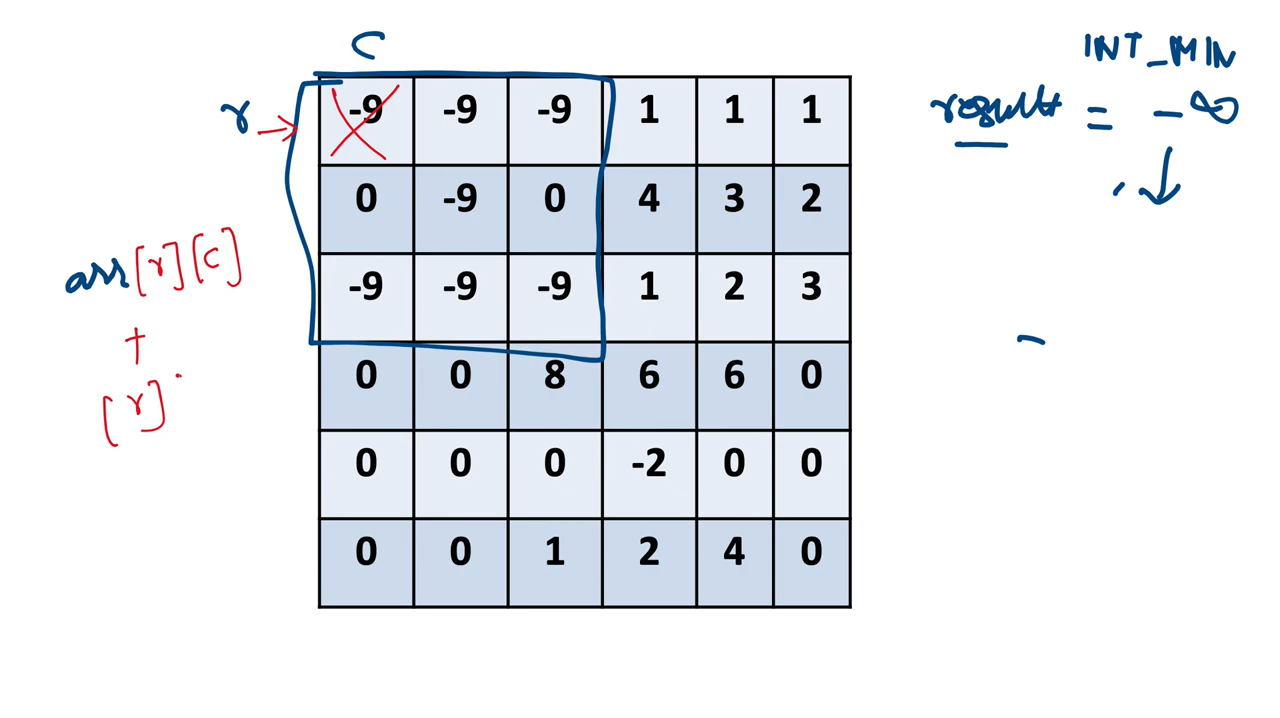 C
INT_MIN
r → -9 -9 -9 1 1 1
result = -∞
0 -9 0 4 3 2
arr[r][c]
-9 -9 -9 1 2 3
+
[r]
0 0 8 6 6 0
0 0 0 -2 0 0
0 0 1 2 4 0